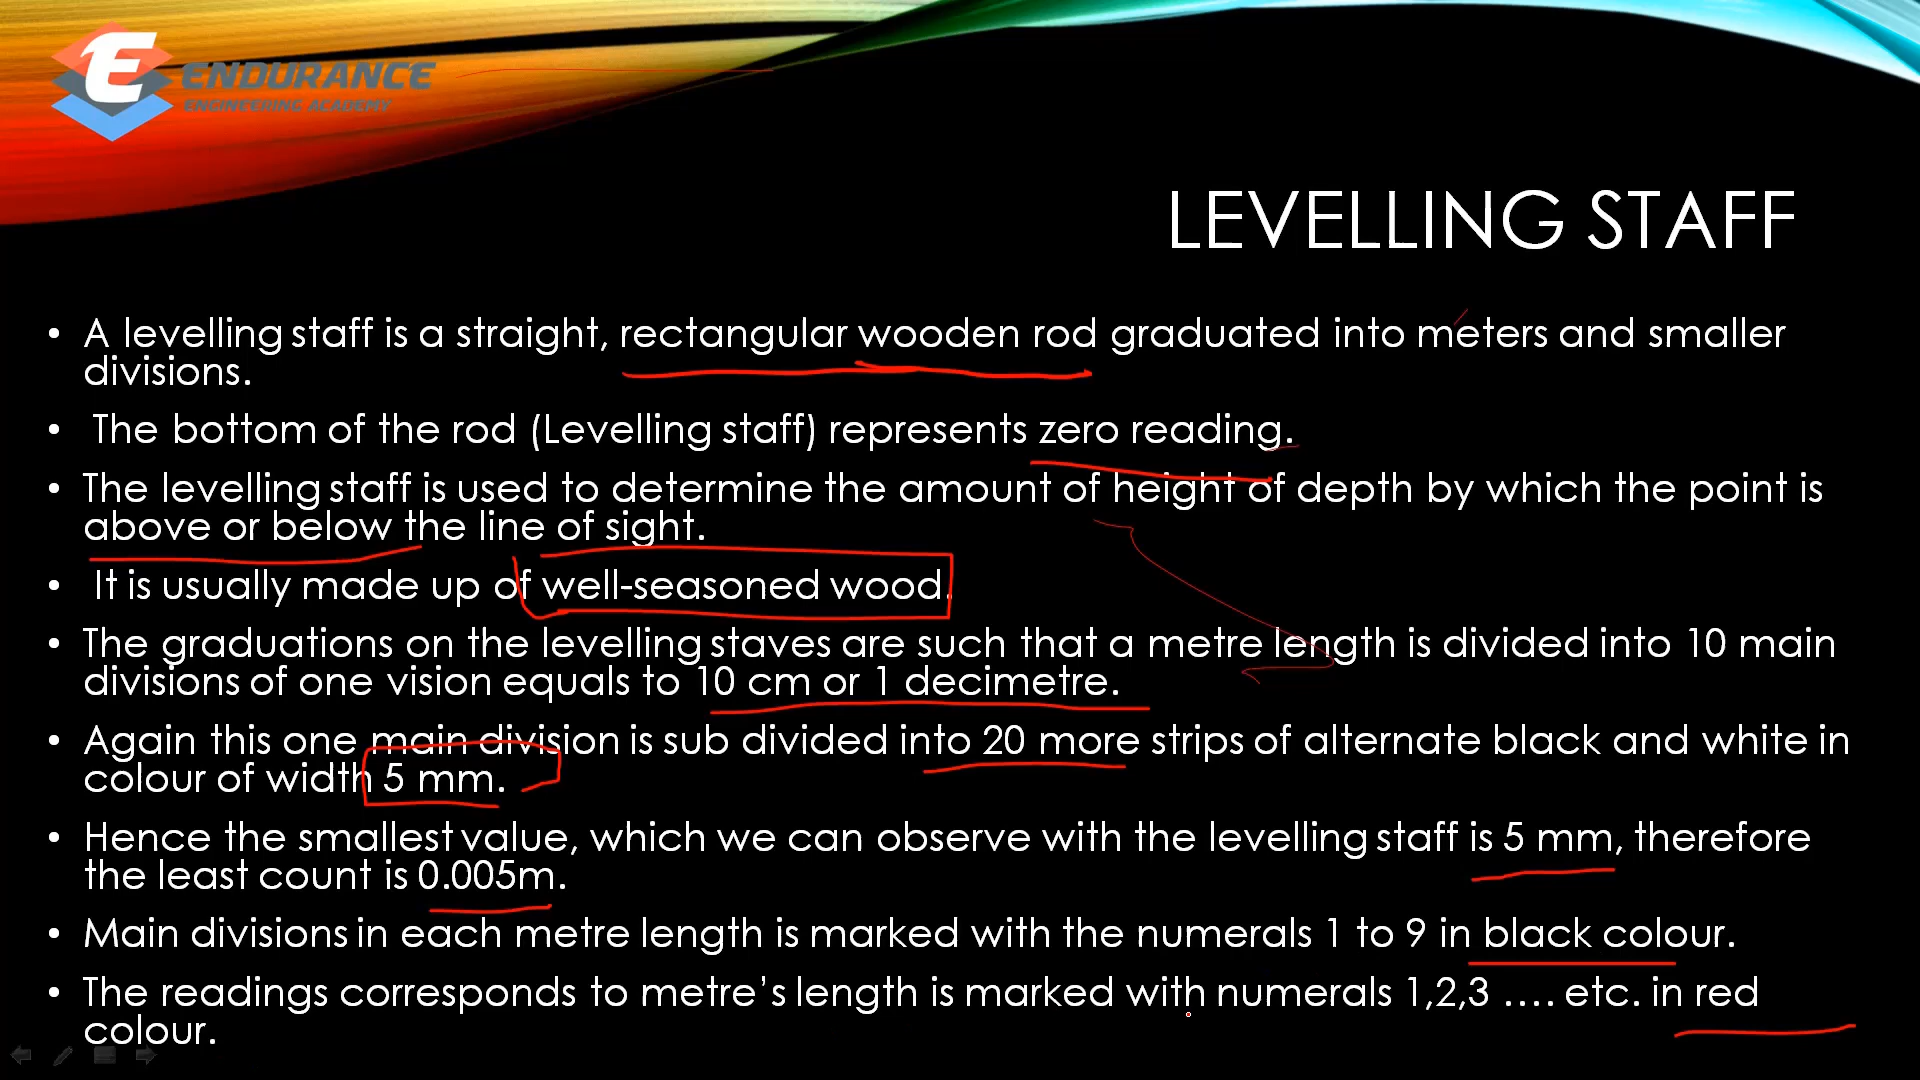 ENDURANCE
ENGINEERING ACADEMY
LEVELLING STAFF
• A levelling staff is a straight, rectangular wooden rod graduated into meters and smaller
divisions.
• The bottom of the rod (Levelling staff) represents zero reading.
• The levelling staff is used to determine the amount of height of depth by which the point is
above or below the line of sight.
• It is usually made up of well-seasoned wood.
• The graduations on the levelling staves are such that a metre length is divided into 10 main
divisions of one vision equals to 10 cm or 1 decimetre.
• Again this one main division is sub divided into 20 more strips of alternate black and white in
colour of width 5 mm.
• Hence the smallest value, which we can observe with the levelling staff is 5 mm, therefore
the least count is 0.005m.
• Main divisions in each metre length is marked with the numerals 1 to 9 in black colour.
• The readings corresponds to metre’s length is marked with numerals 1,2,3 …. etc. in red
colour.